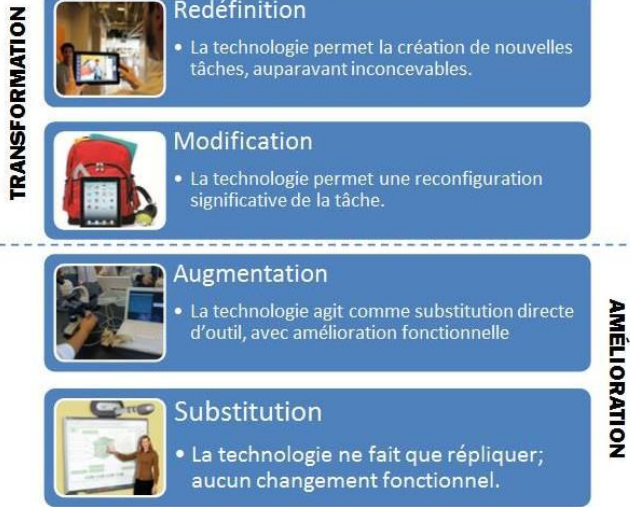 TRANSFORMATION
Redéfinition
• La technologie permet la création de nouvelles
tâches, auparavant inconcevables.
Modification
• La technologie permet une reconfiguration
significative de la tâche.
Augmentation
• La technologie agit comme substitution directe
d'outil, avec amélioration fonctionnelle
Substitution
• La technologie ne fait que répliquer;
aucun changement fonctionnel.
AMÉLIORATION